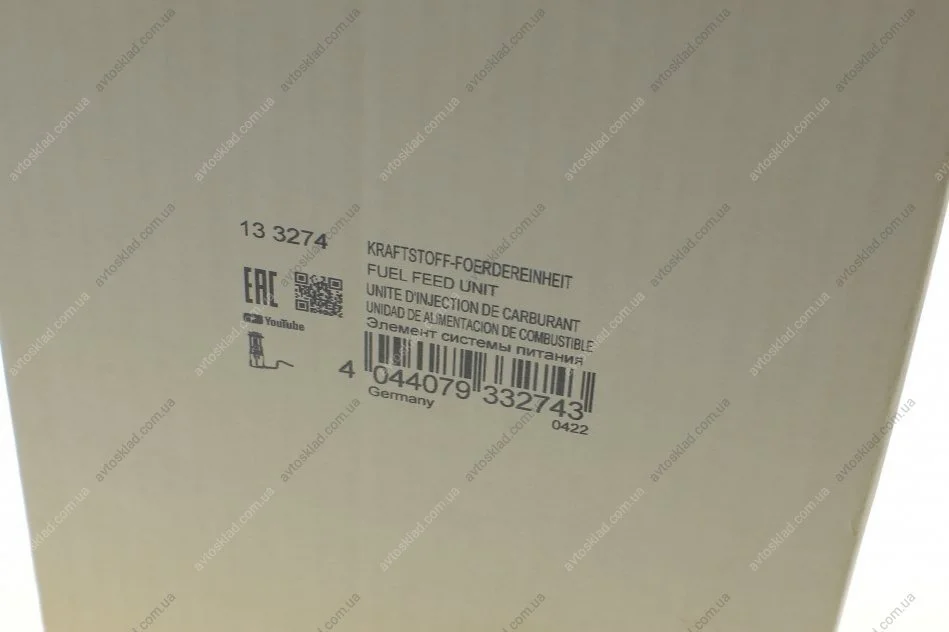 13 3274
KRAFTSTOFF-FOERDEREINHEIT
FUEL FEED UNIT
UNITE D'INJECTION DE CARBURANT
UNIDAD DE ALIMENTACION DE COMBUSTIBLE
Элемент системы питания
EAC
YouTube
4 044079 332743
Germany
0422
avtosklad.com.ua